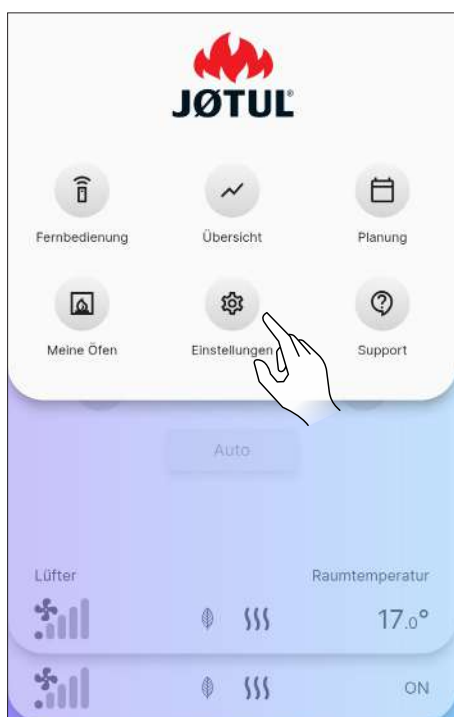 JØTUL®
Fernbedienung Übersicht Planung
Meine Öfen Einstellungen Support
Auto
Lüfter Raumtemperatur
17.0°
ON